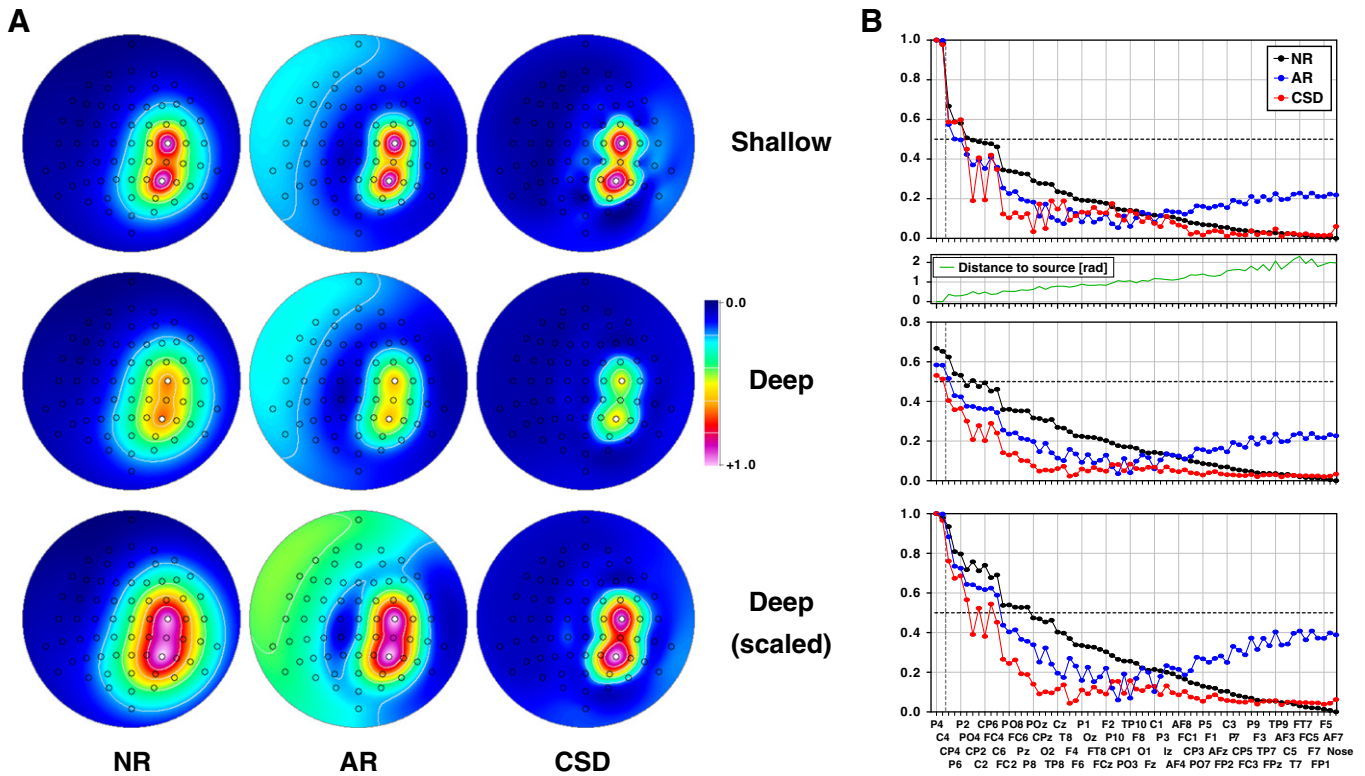 A
B
Shallow
Deep
Deep
(scaled)
0.0
+1.0
NR
AR
CSD
1.0
0.8
0.6
0.4
0.2
0.0
NR
AR
CSD
2
1
0
Distance to source [rad]
0.8
0.6
0.4
0.2
0.0
1.0
0.8
0.6
0.4
0.2
0.0
P4 P2 CP6 PO8 POz Cz P1 F2 TP10 C1 AF8 P5 C3 P9 TP9 FT7 F5
C4 PO4 FC4 FC6 CPz T8 Oz P10 F8 Iz FC1 F1 P7 F3 AF3 FC5 AF7
CP4 CP2 C6 Pz O2 F4 FT8 CP1 O1 Iz CP3 AFz CP5 TP7 C5 F7 Nose
P6 C2 FC2 P8 TP8 F6 FCz PO3 Fz AF4 PO7 FP2 FC3 FPz T7 FP1